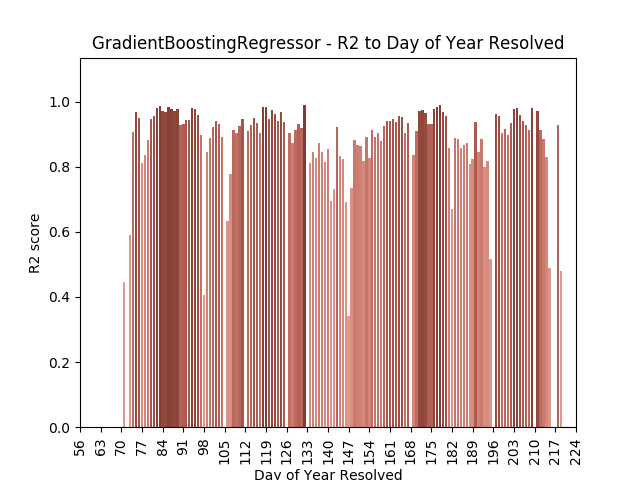 GradientBoostingRegressor - R2 to Day of Year Resolved
1.0
0.8
0.6
0.4
0.2
0.0
R2 score
56 63 70 77 84 91 98 105 112 119 126 133 140 147 154 161 168 175 182 189 196 203 210 217 224
Day of Year Resolved